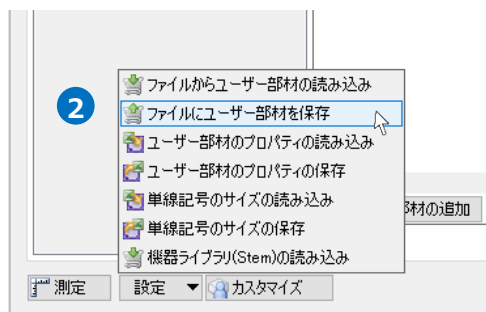 2
ファイルからユーザー部材の読み込み
ファイルにユーザー部材を保存
ユーザー部材のプロパティの読み込み
ユーザー部材のプロパティの保存
単線記号のサイズの読み込み
単線記号のサイズの保存
機器ライブラリ(Stem)の読み込み
部材の追加
測定 設定 ▼ カスタマイズ